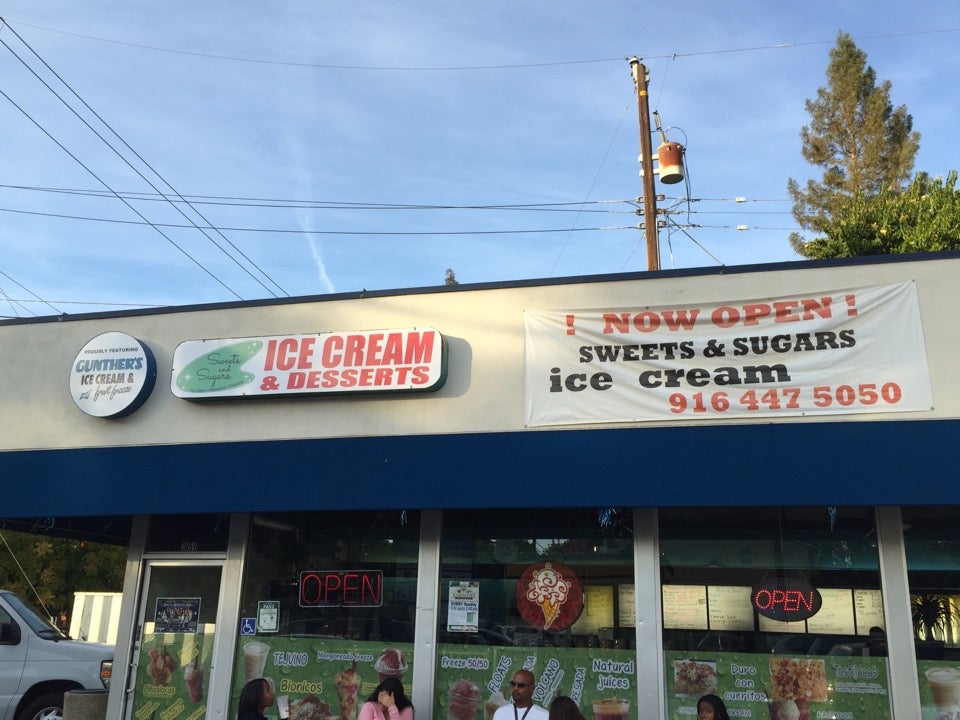 PROUDLY FEATURING
GUNTHER'S
ICE CREAM &
fruit freeze
Sweets
and
Sugars
ICE CREAM
& DESSERTS
! NOW OPEN !
SWEETS & SUGARS
ice cream
916 447 5050
OPEN
OPEN
TEJUINO
Mangoneada Freeze
Bionicos
Freeze 50/50
FLOATS
VOLCANO
Natural
juices
Duro
con
cueritos
Tostilocos
EVERY